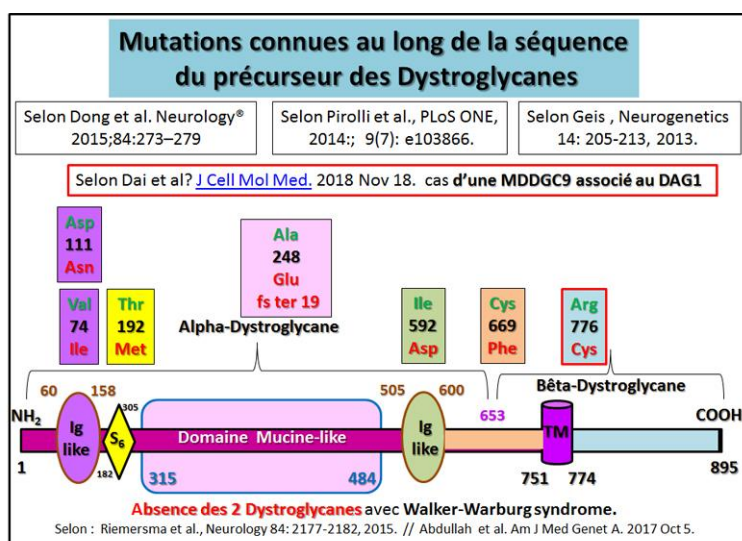 Mutations connues au long de la séquence
du précurseur des Dystroglycanes
Selon Dong et al. Neurology®
2015;84:273–279
Selon Pirolli et al., PLoS ONE,
2014:; 9(7): e103866.
Selon Geis , Neurogenetics
14: 205-213, 2013.
Selon Dai et al? J Cell Mol Med. 2018 Nov 18. cas d'une MDDGC9 associé au DAG1
Asp
111
Asn
Val
74
Ile
Thr
192
Met
Ala
248
Glu
fs ter 19
Ile
592
Asp
Cys
669
Phe
Arg
776
Cys
Alpha-Dystroglycane
Bêta-Dystroglycane
60
158
305
505
600
653
NH2
COOH
Ig
like
S6
Domaine Mucine-like
Ig
like
TM
1
182
315
484
751
774
895
Absence des 2 Dystroglycanes avec Walker-Warburg syndrome.
Selon : Riemersma et al., Neurology 84: 2177-2182, 2015. // Abdullah et al. Am J Med Genet A. 2017 Oct 5.